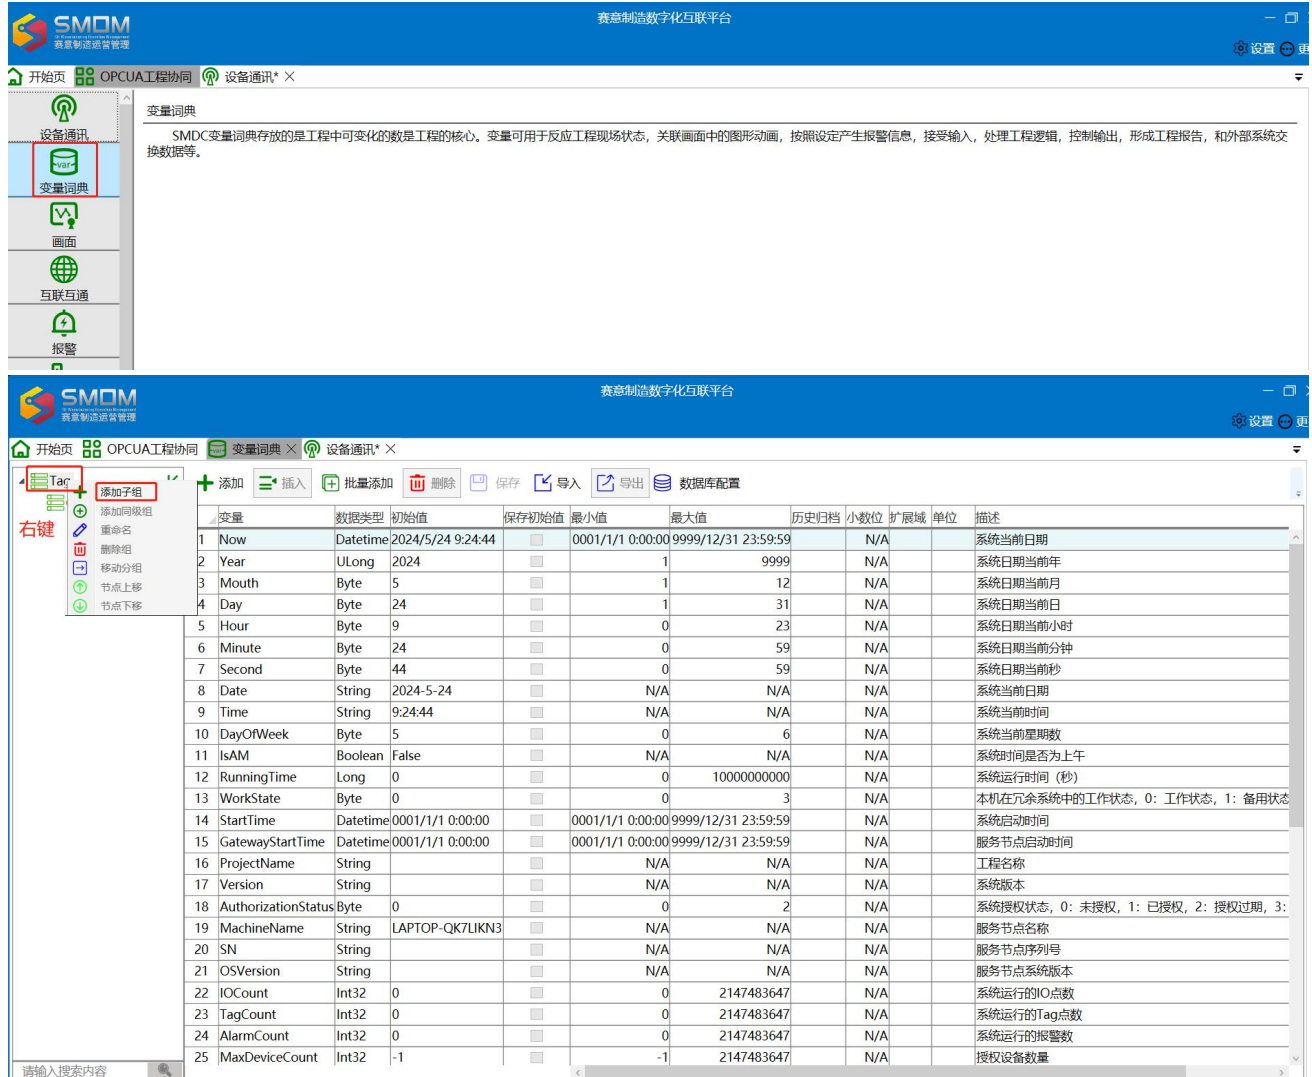 赛意制造数字化互联平台
SMOM
赛意制造运营管理
设置 更
开始页 OPCUA工程协同 设备通讯* ×
设备通讯
变量词典
SMDC变量词典存放的是工程中可变化的数是工程的核心。变量可用于反应工程现场状态，关联画面中的图形动画，按照设定产生报警信息，接受输入，处理工程逻辑，控制输出，形成工程报告，和外部系统交
换数据等。
变量词典
画面
互联互通
报警
赛意制造数字化互联平台
SMOM
赛意制造运营管理
设置 更
开始页 OPCUA工程协同 变量词典 × 设备通讯* ×
Tag
添加 插入 批量添加 删除 保存 导入 导出 数据库配置
右键
添加子组
添加同级组
重命名
删除组
移动分组
节点上移
节点下移
变量 数据类型 初始值 保存初始值 最小值 最大值 历史归档 小数位 扩展域 单位 描述
1 Now Datetime 2024/5/24 9:24:44 0001/1/1 0:00:00 9999/12/31 23:59:59 N/A 系统当前日期
2 Year ULong 2024 1 9999 N/A 系统日期当前年
3 Mouth Byte 5 1 12 N/A 系统日期当前月
4 Day Byte 24 1 31 N/A 系统日期当前日
5 Hour Byte 9 0 23 N/A 系统日期当前小时
6 Minute Byte 24 0 59 N/A 系统日期当前分钟
7 Second Byte 44 0 59 N/A 系统日期当前秒
8 Date String 2024-5-24 N/A N/A N/A 系统当前日期
9 Time String 9:24:44 N/A N/A N/A 系统当前时间
10 DayOfWeek Byte 5 0 6 N/A 系统当前星期数
11 IsAM Boolean False N/A N/A N/A 系统时间是否为上午
12 RunningTime Long 0 0 10000000000 N/A 系统运行时间（秒）
13 WorkState Byte 0 0 3 N/A 本机在冗余系统中的工作状态，0：工作状态，1：备用状态
14 StartTime Datetime 0001/1/1 0:00:00 0001/1/1 0:00:00 9999/12/31 23:59:59 N/A 系统启动时间
15 GatewayStartTime Datetime 0001/1/1 0:00:00 0001/1/1 0:00:00 9999/12/31 23:59:59 N/A 服务节点启动时间
16 ProjectName String N/A N/A N/A 工程名称
17 Version String N/A N/A N/A 系统版本
18 AuthorizationStatus Byte 0 0 2 N/A 系统授权状态，0：未授权，1：已授权，2：授权过期，3：
19 MachineName String LAPTOP-QK7LIKN3 N/A N/A N/A 服务节点名称
20 SN String N/A N/A N/A 服务节点序列号
21 OSVersion String N/A N/A N/A 服务节点系统版本
22 IOCount Int32 0 0 2147483647 N/A 系统运行的IO点数
23 TagCount Int32 0 0 2147483647 N/A 系统运行的Tag点数
24 AlarmCount Int32 0 0 2147483647 N/A 系统运行的报警数
25 MaxDeviceCount Int32 -1 -1 2147483647 N/A 授权设备数量
请输入搜索内容